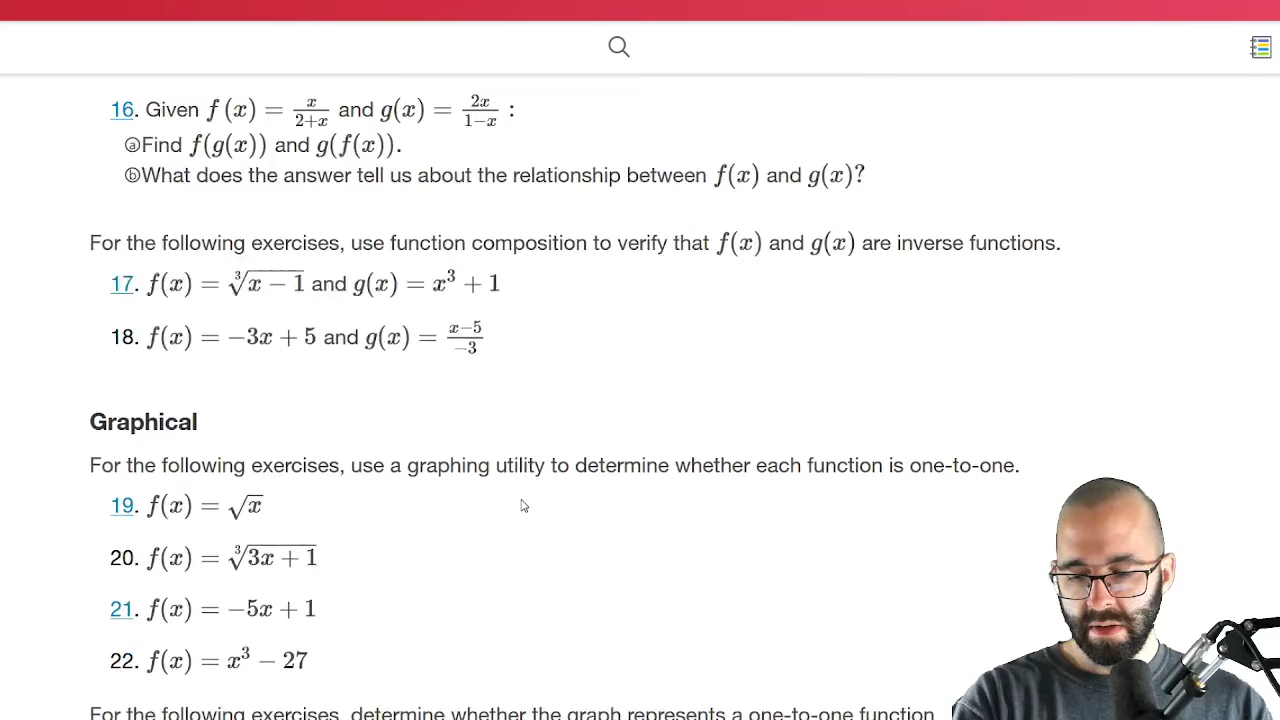 16. Given f(x) = x/(2+x) and g(x) = 2x/(1−x) :
ⓐFind f(g(x)) and g(f(x)).
ⓑWhat does the answer tell us about the relationship between f(x) and g(x)?
For the following exercises, use function composition to verify that f(x) and g(x) are inverse functions.
17. f(x) = ∛(x − 1) and g(x) = x³ + 1
18. f(x) = −3x + 5 and g(x) = (x−5)/−3
Graphical
For the following exercises, use a graphing utility to determine whether each function is one-to-one.
19. f(x) = √x
20. f(x) = ∛(3x + 1)
21. f(x) = −5x + 1
22. f(x) = x³ − 27
For the following exercises, determine whether the graph represents a one-to-one function